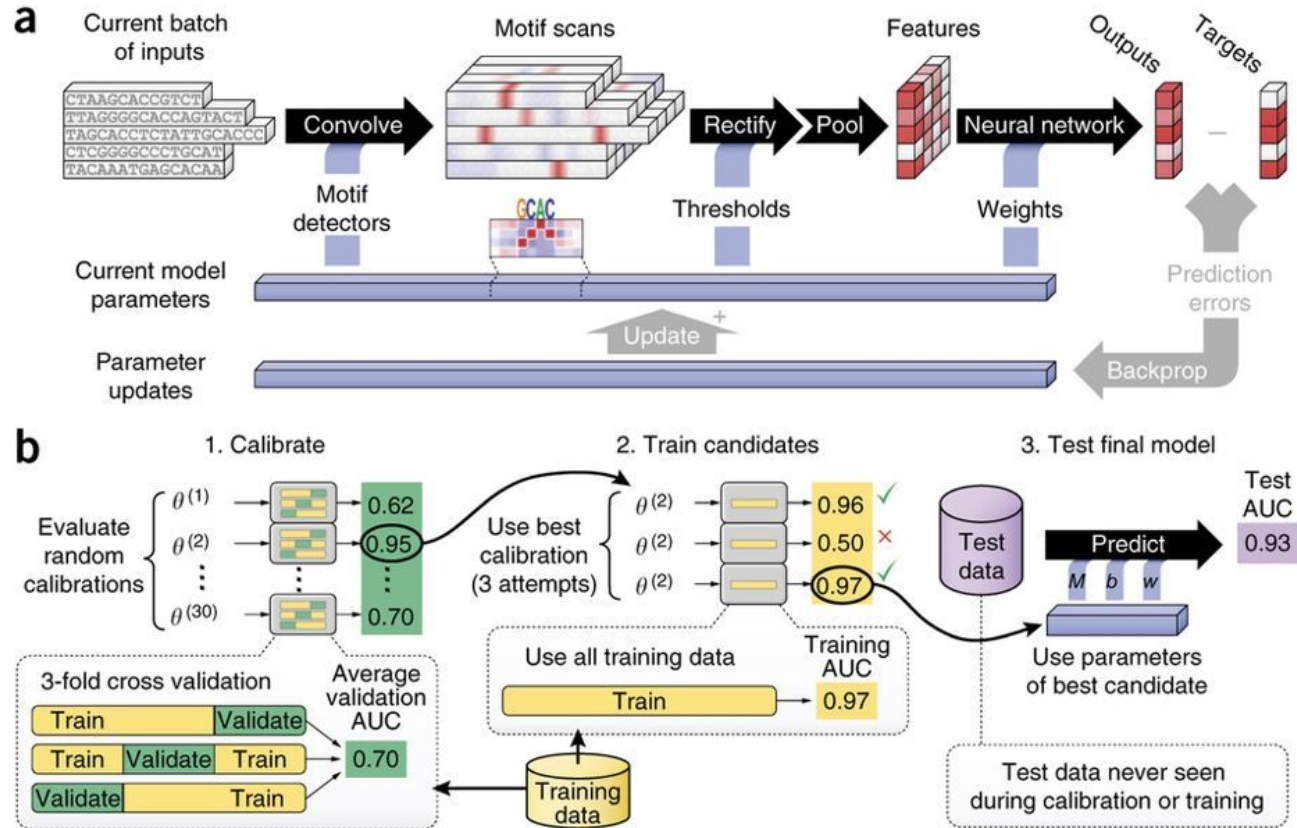 a
Current batch
of inputs
CTAAGCACCGTCT
TTAGGGGCACCAGTACT
TAGCACCTCTATTGCACCC
CTCGGGGCCCTGCAT
TACAAATGAGCACAA
Convolve
Motif
detectors
Motif scans
GCAC
Rectify
Pool
Thresholds
Features
Neural network
Weights
Outputs
Targets
–
Prediction
errors
Backprop
Current model
parameters
Update
+
Parameter
updates
b
1. Calibrate
Evaluate
random
calibrations
θ(1)
0.62
θ(2)
0.95
θ(30)
0.70
3-fold cross validation
Average
validation
AUC
Train Validate
Train Validate Train
Validate Train
0.70
2. Train candidates
Use best
calibration
(3 attempts)
θ(2)
0.96 ✓
θ(2)
0.50 ×
θ(2)
0.97 ✓
Use all training data
Training
AUC
Train
0.97
Training
data
3. Test final model
Test
data
Predict
M b w
Test
AUC
0.93
Use parameters
of best candidate
Test data never seen
during calibration or training